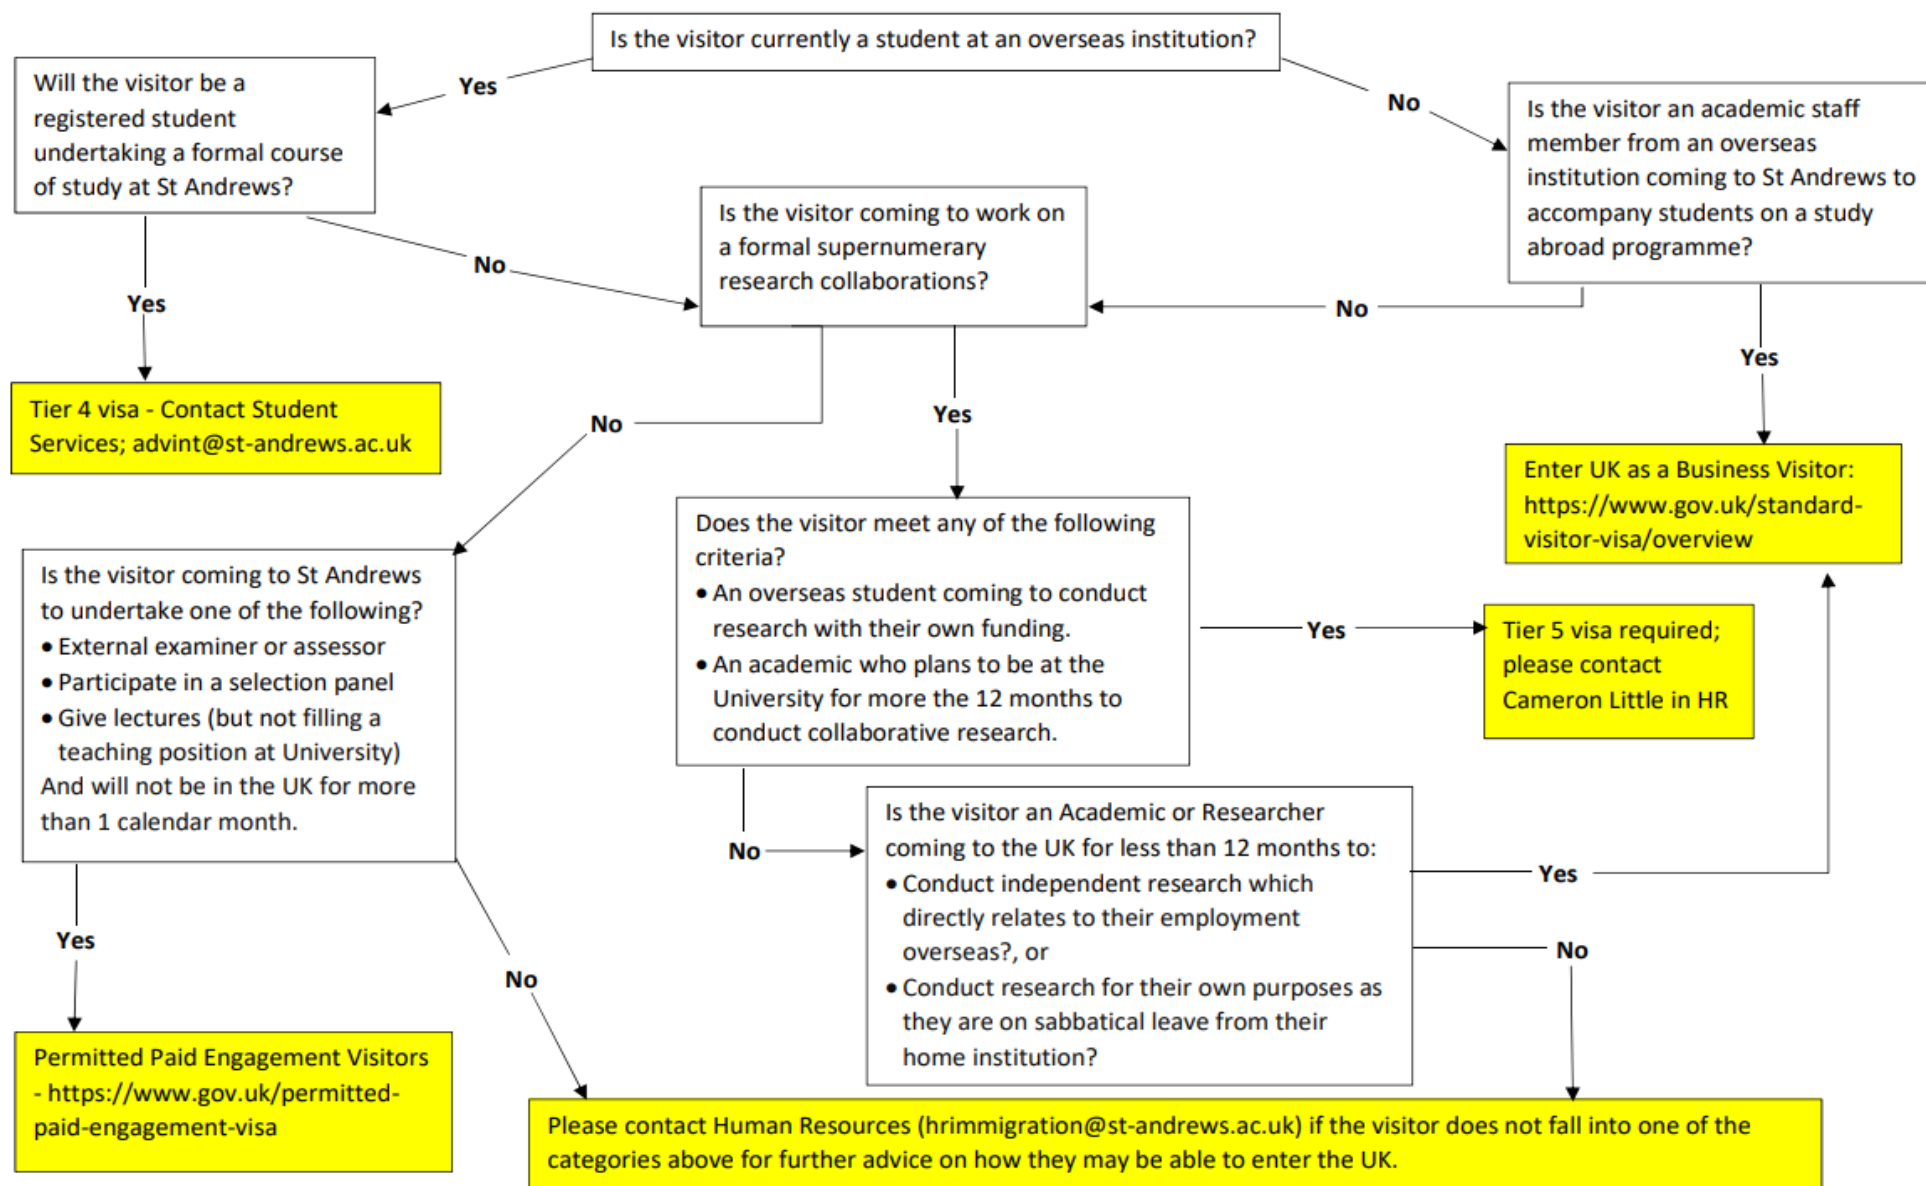 Is the visitor currently a student at an overseas institution?
Yes
No
Will the visitor be a
registered student
undertaking a formal course
of study at St Andrews?
Is the visitor an academic staff
member from an overseas
institution coming to St Andrews to
accompany students on a study
abroad programme?
Is the visitor coming to work on
a formal supernumerary
research collaborations?
No
Yes
No
Yes
Tier 4 visa - Contact Student
Services; advint@st-andrews.ac.uk
No
Yes
Enter UK as a Business Visitor:
https://www.gov.uk/standard-
visitor-visa/overview
Does the visitor meet any of the following
criteria?
• An overseas student coming to conduct
research with their own funding.
• An academic who plans to be at the
University for more the 12 months to
conduct collaborative research.
Yes
Tier 5 visa required;
please contact
Cameron Little in HR
Is the visitor coming to St Andrews
to undertake one of the following?
• External examiner or assessor
• Participate in a selection panel
• Give lectures (but not filling a
teaching position at University)
And will not be in the UK for more
than 1 calendar month.
No
Is the visitor an Academic or Researcher
coming to the UK for less than 12 months to:
• Conduct independent research which
directly relates to their employment
overseas?, or
• Conduct research for their own purposes as
they are on sabbatical leave from their
home institution?
Yes
No
Yes
No
Permitted Paid Engagement Visitors
- https://www.gov.uk/permitted-
paid-engagement-visa
Please contact Human Resources (hrimmigration@st-andrews.ac.uk) if the visitor does not fall into one of the
categories above for further advice on how they may be able to enter the UK.